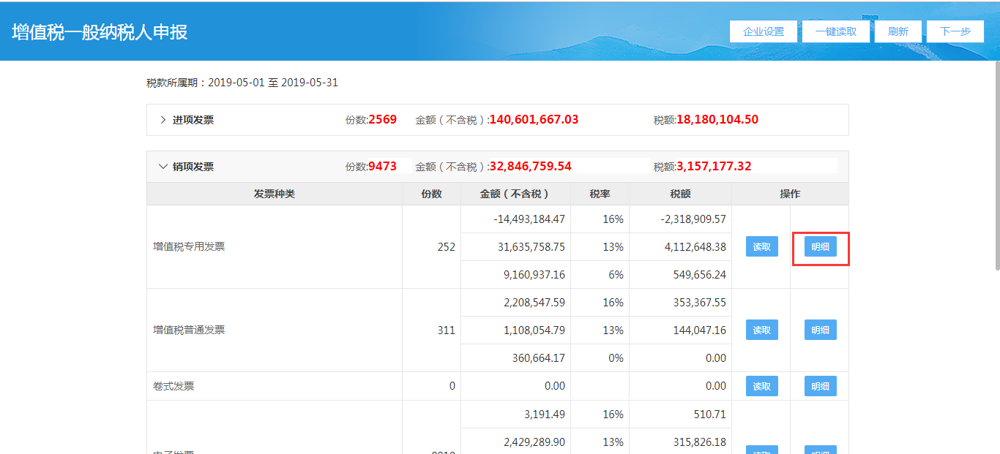 增值税一般纳税人申报
企业设置 一键读取 刷新 下一步
税款所属期：2019-05-01 至 2019-05-31
进项发票 份数:2569 金额（不含税）:140,601,667.03 税额:18,180,104.50
销项发票 份数:9473 金额（不含税）:32,846,759.54 税额:3,157,177.32
发票种类 份数 金额（不含税） 税率 税额 操作
-14,493,184.47 16% -2,318,909.57
增值税专用发票 252 31,635,758.75 13% 4,112,648.38 读取 明细
9,160,937.16 6% 549,656.24
2,208,547.59 16% 353,367.55
增值税普通发票 311 1,108,054.79 13% 144,047.16 读取 明细
360,664.17 0% 0.00
卷式发票 0 0.00 0.00 读取 明细
3,191.49 16% 510.71
2,429,289.90 13% 315,826.18